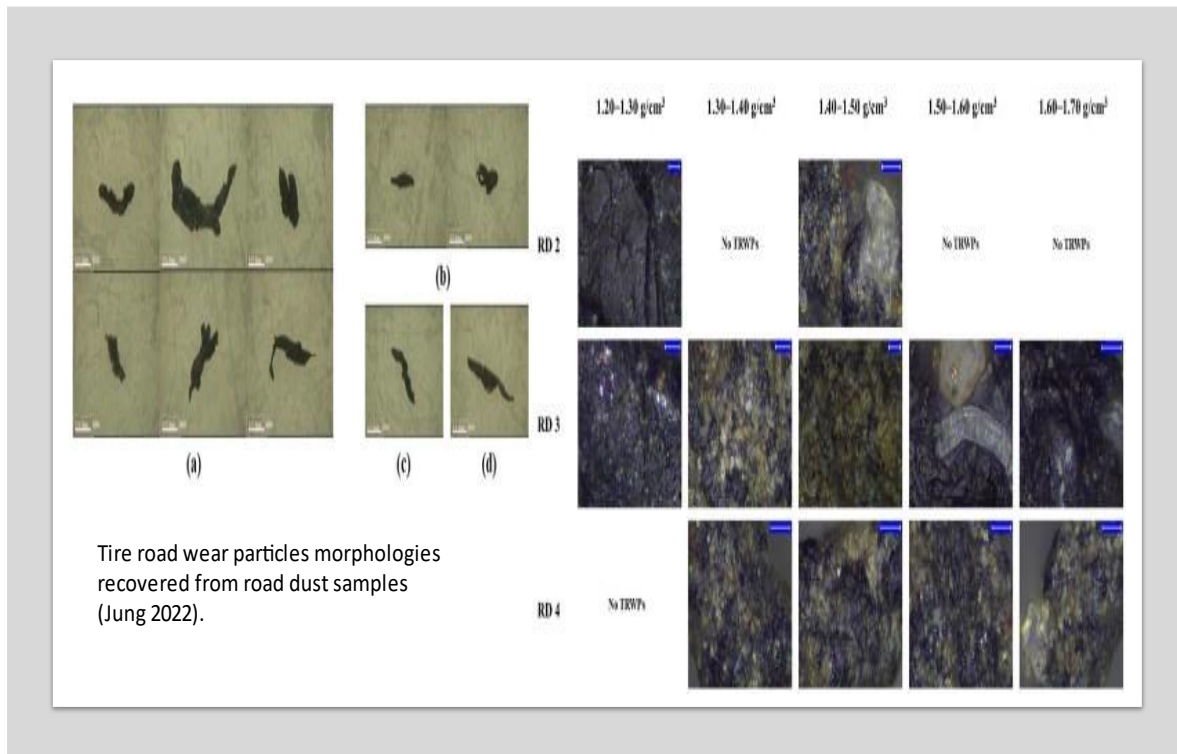 1.20–1.30 g/cm³ 1.30–1.40 g/cm³ 1.40–1.50 g/cm³ 1.50–1.60 g/cm³ 1.60–1.70 g/cm³
RD 2 No TRWPs No TRWPs No TRWPs
(b)
RD 3
(a) (c) (d)
Tire road wear particles morphologies
recovered from road dust samples
(Jung 2022).
RD 4 No TRWPs